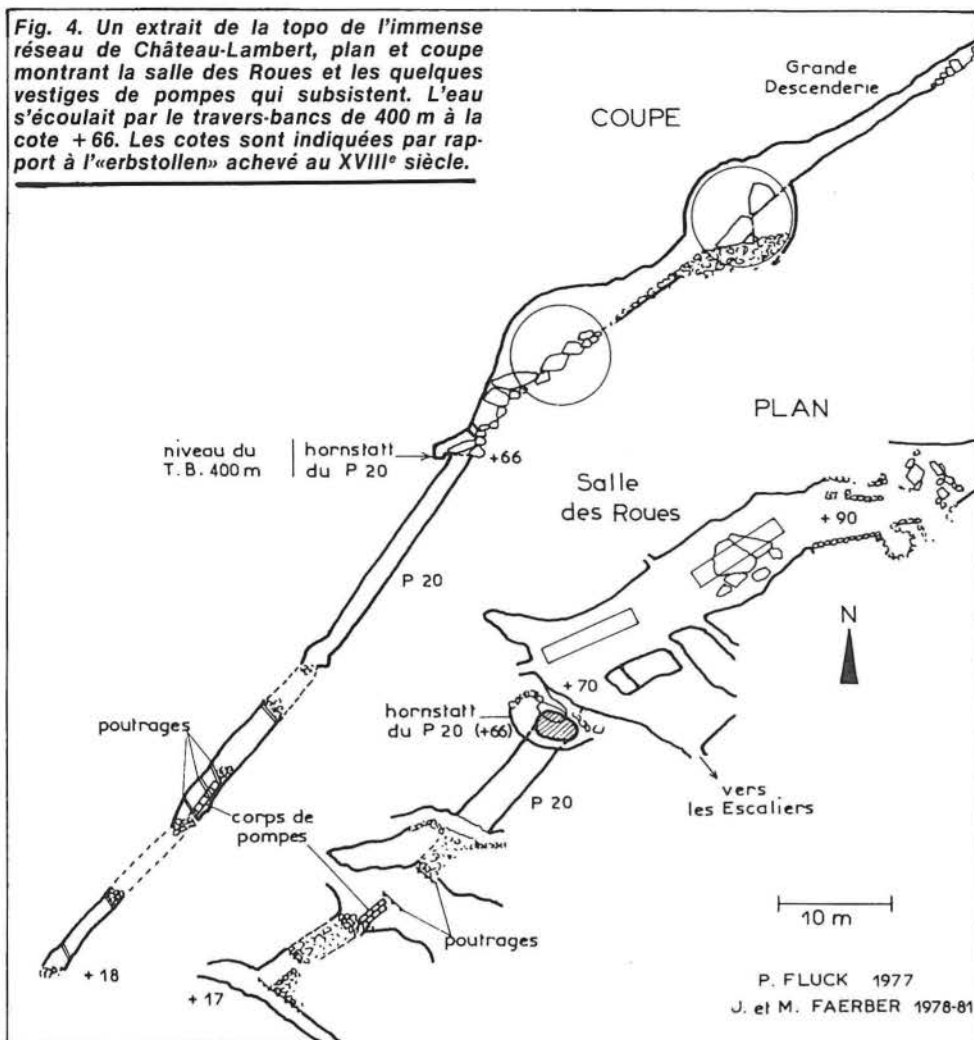 Fig. 4. Un extrait de la topo de l'immense
réseau de Château-Lambert, plan et coupe
montrant la salle des Roues et les quelques
vestiges de pompes qui subsistent. L'eau
s'écoulait par le travers-bancs de 400 m à la
cote +66. Les cotes sont indiquées par rap-
port à l'«erbstollen» achevé au XVIIIe siècle.
Grande
Descenderie
COUPE
niveau du
T.B. 400 m
hornstatt
du P 20
+66
P 20
poutrages
corps de
pompes
+ 18
PLAN
Salle
des Roues
+ 90
N
+ 70
hornstatt
du P 20 (+66)
P 20
vers
les Escaliers
poutrages
+ 17
10 m
P. FLUCK 1977
J. et M. FAERBER 1978-81